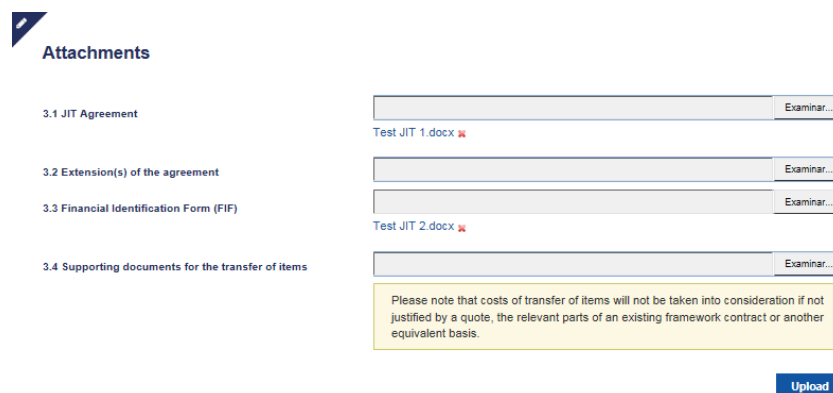 Attachments
3.1 JIT Agreement
Examinar...
Test JIT 1.docx
3.2 Extension(s) of the agreement
Examinar...
3.3 Financial Identification Form (FIF)
Examinar...
Test JIT 2.docx
3.4 Supporting documents for the transfer of items
Examinar...
Please note that costs of transfer of items will not be taken into consideration if not
justified by a quote, the relevant parts of an existing framework contract or another
equivalent basis.
Upload